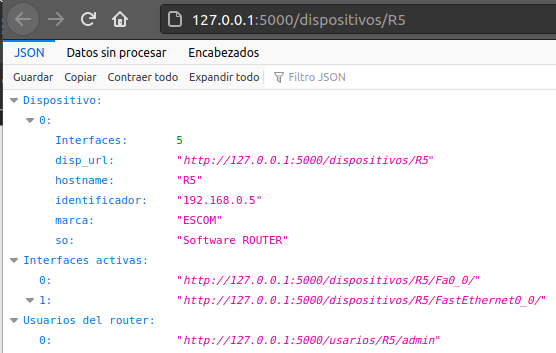 127.0.0.1:5000/dispositivos/R5
JSON Datos sin procesar Encabezados
Guardar Copiar Contraer todo Expandir todo Filtro JSON
Dispositivo:
0:
Interfaces: 5
disp_url: "http://127.0.0.1:5000/dispositivos/R5"
hostname: "R5"
identificador: "192.168.0.5"
marca: "ESCOM"
so: "Software ROUTER"
Interfaces activas:
0: "http://127.0.0.1:5000/dispositivos/R5/Fa0_0/"
1: "http://127.0.0.1:5000/dispositivos/R5/FastEthernet0_0/"
Usuarios del router:
0: "http://127.0.0.1:5000/usarios/R5/admin"